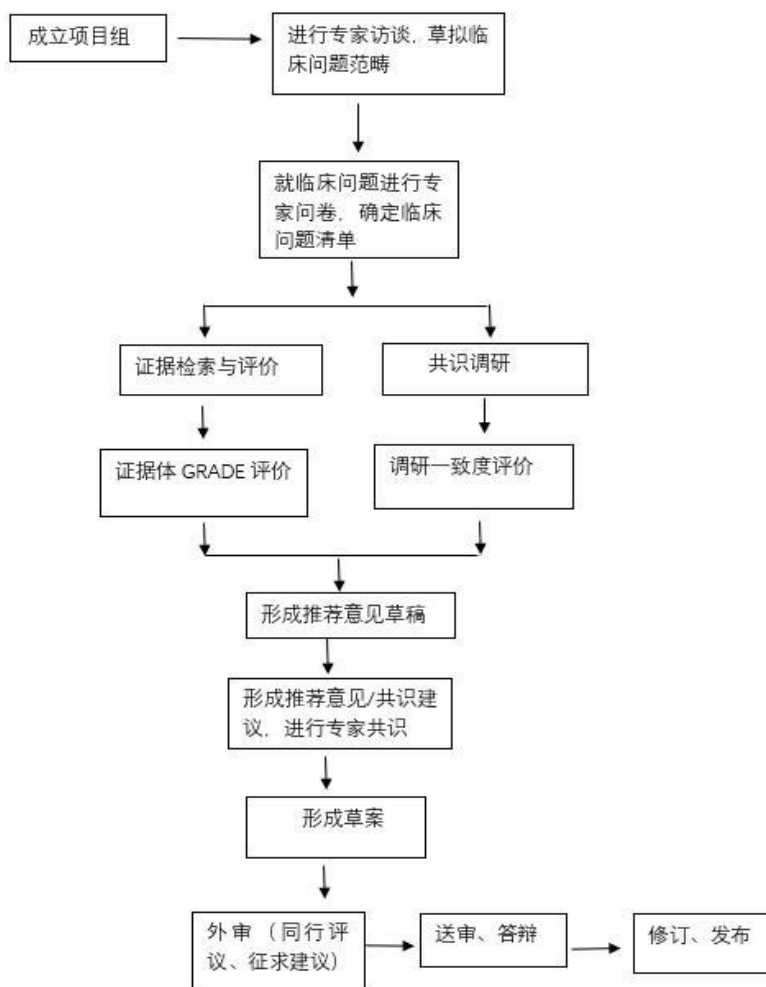 成立项目组
进行专家访谈，草拟临
床问题范畴
就临床问题进行专
家问卷，确定临床
问题清单
证据检索与评价
共识调研
证据体 GRADE 评价
调研一致度评价
形成推荐意见草稿
形成推荐意见/共识建
议，进行专家共识
形成草案
外审（同行评
议、征求建议）
送审、答辩
修订、发布